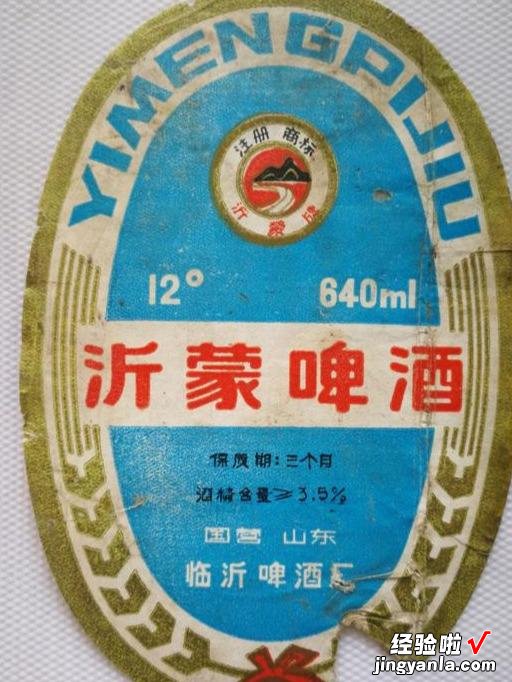 YIMENGPIJIU
注册 商标
沂蒙牌
12°
640ml
沂蒙啤酒
保质期:三个月
酒精含量≥3.5%
国营 山东
临沂啤酒厂
经验啦√
jingyanla.com